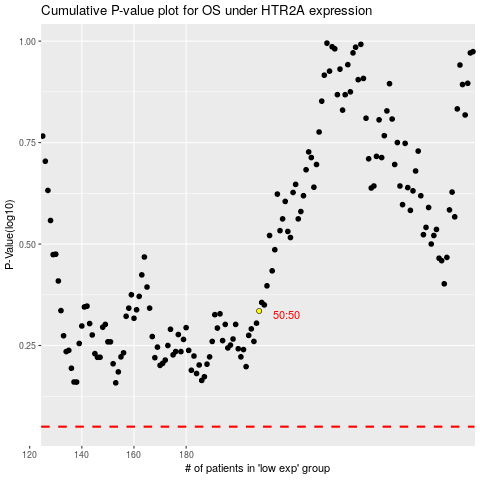 Cumulative P-value plot for OS under HTR2A expression
1.00
0.75
0.50
0.25
P-Value(log10)
50:50
120 140 160 180
# of patients in 'low exp' group